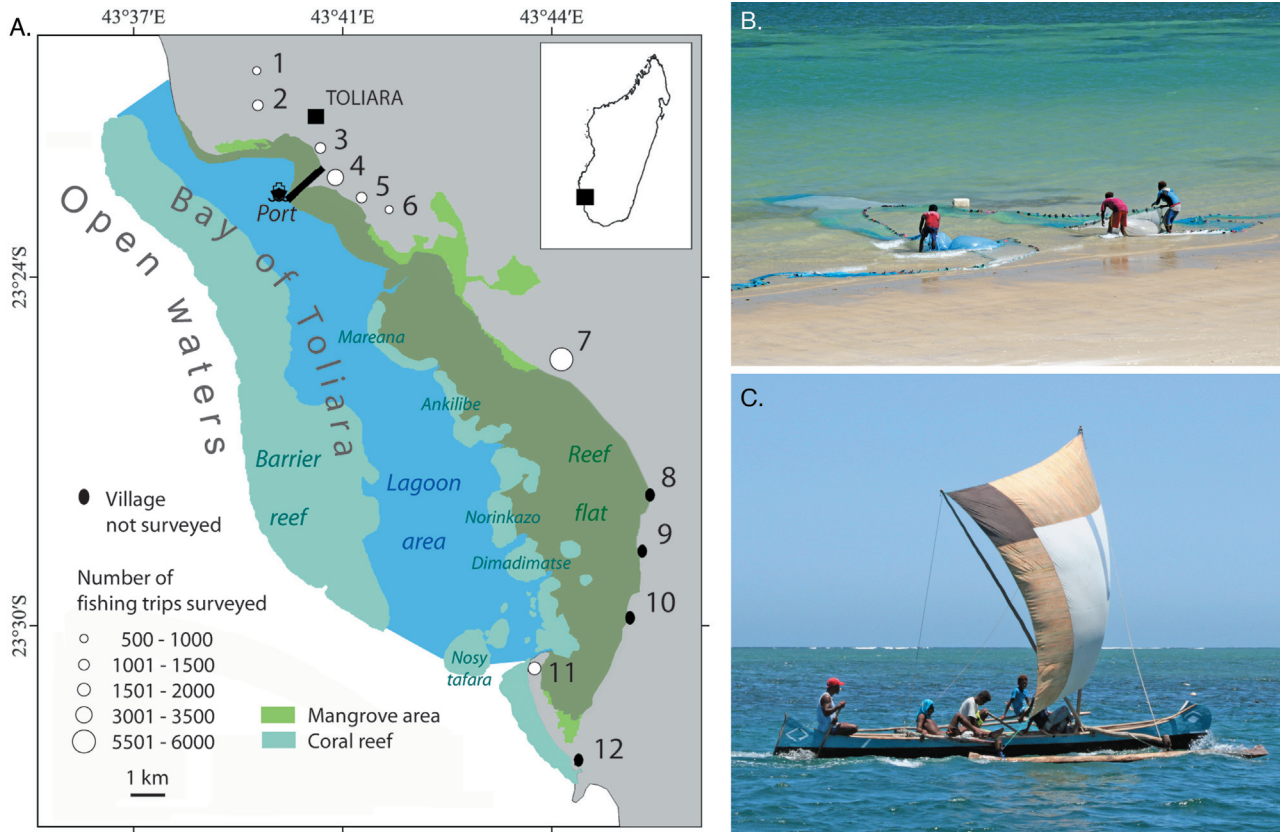 A.
43°37'E
43°41'E
43°44'E
23°24'S
23°30'S
1
2
TOLIARA
3
4
5
6
Port
7
8
9
10
11
12
Open waters
Bay of Toliara
Mareana
Ankilibe
Norinkazo
Dimadimatse
Nosy
tafara
Barrier
reef
Lagoon
area
Reef
flat
Village
not surveyed
Number of
fishing trips surveyed
500 - 1000
1001 - 1500
1501 - 2000
3001 - 3500
5501 - 6000
1 km
Mangrove area
Coral reef
B.
C.